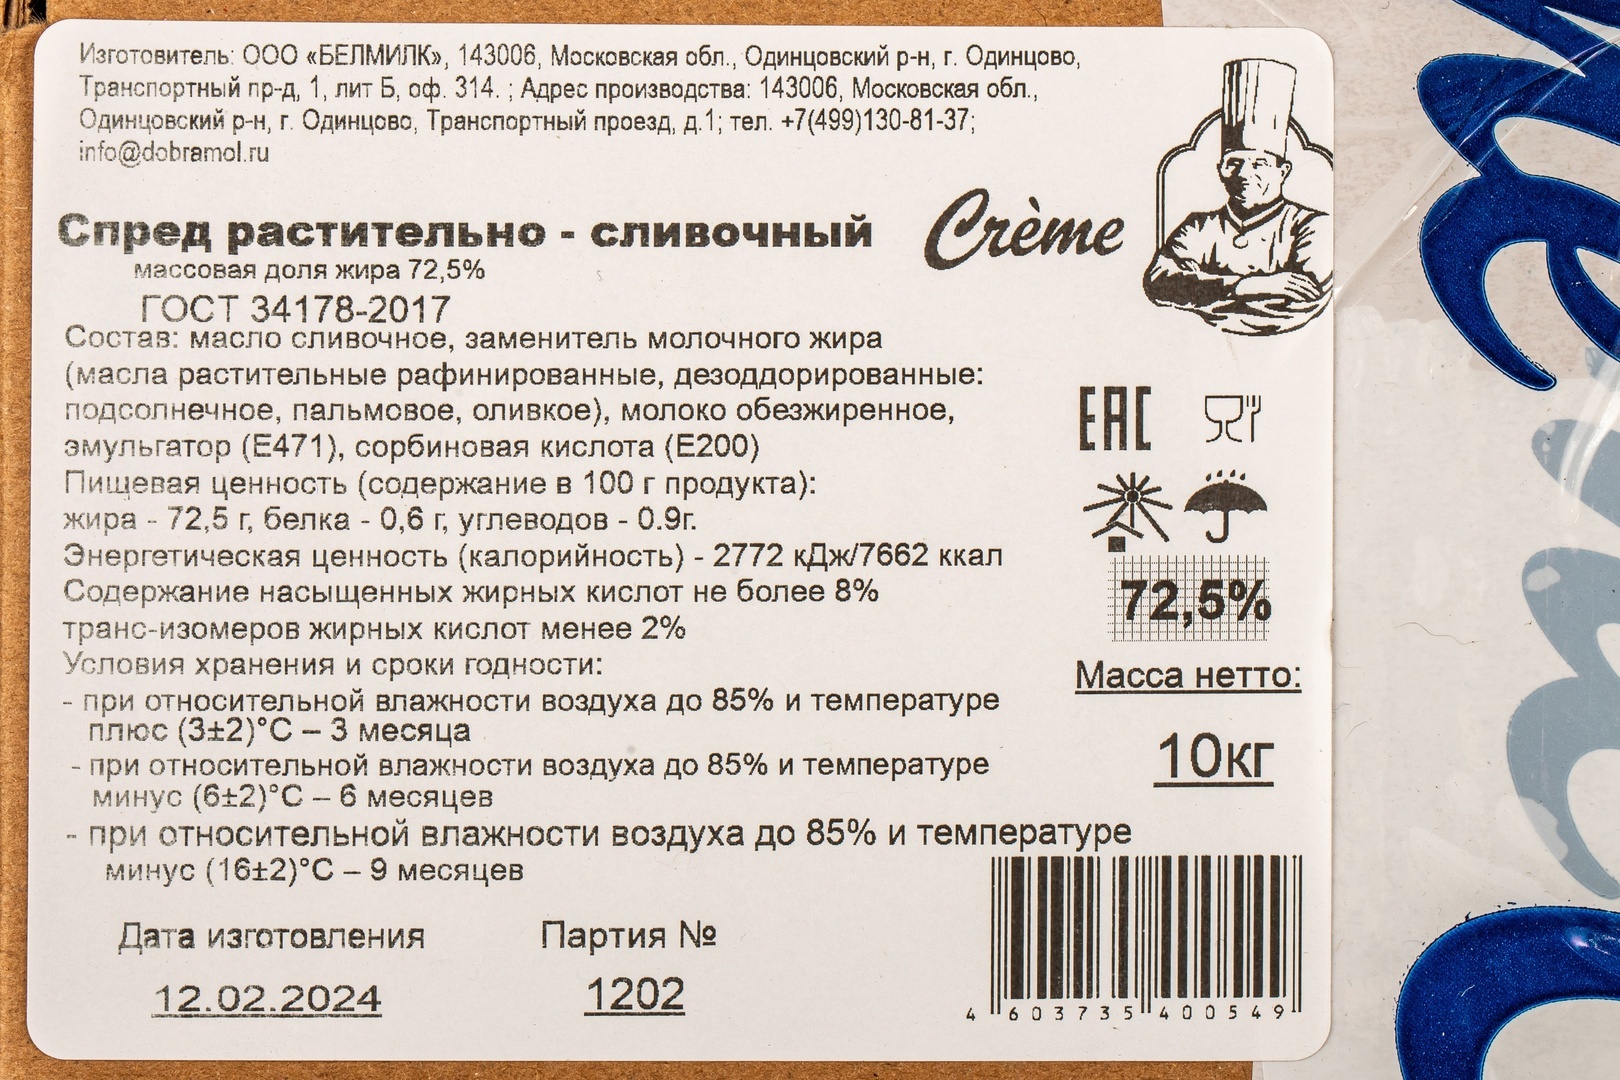 Изготовитель: ООО «БЕЛМИЛК», 143006, Московская обл., Одинцовский р-н, г. Одинцово,
Транспортный пр-д, 1, лит Б, оф. 314. ; Адрес производства: 143006, Московская обл.,
Одинцовский р-н, г. Одинцово, Транспортный проезд, д.1; тел. +7(499)130-81-37;
info@dobramol.ru
Спред растительно - сливочный
Crème
массовая доля жира 72,5%
ГОСТ 34178-2017
Состав: масло сливочное, заменитель молочного жира
(масла растительные рафинированные, дезоддорированные:
подсолнечное, пальмовое, оливкое), молоко обезжиренное,
эмульгатор (Е471), сорбиновая кислота (Е200)
Пищевая ценность (содержание в 100 г продукта):
жира - 72,5 г, белка - 0,6 г, углеводов - 0.9г.
Энергетическая ценность (калорийность) - 2772 кДж/7662 ккал
Содержание насыщенных жирных кислот не более 8%
транс-изомеров жирных кислот менее 2%
Условия хранения и сроки годности:
- при относительной влажности воздуха до 85% и температуре
плюс (3±2)°С – 3 месяца
- при относительной влажности воздуха до 85% и температуре
минус (6±2)°С – 6 месяцев
- при относительной влажности воздуха до 85% и температуре
минус (16±2)°С – 9 месяцев
EAC
72,5%
Масса нетто:
10кг
Дата изготовления
12.02.2024
Партия №
1202
4 603735 400549